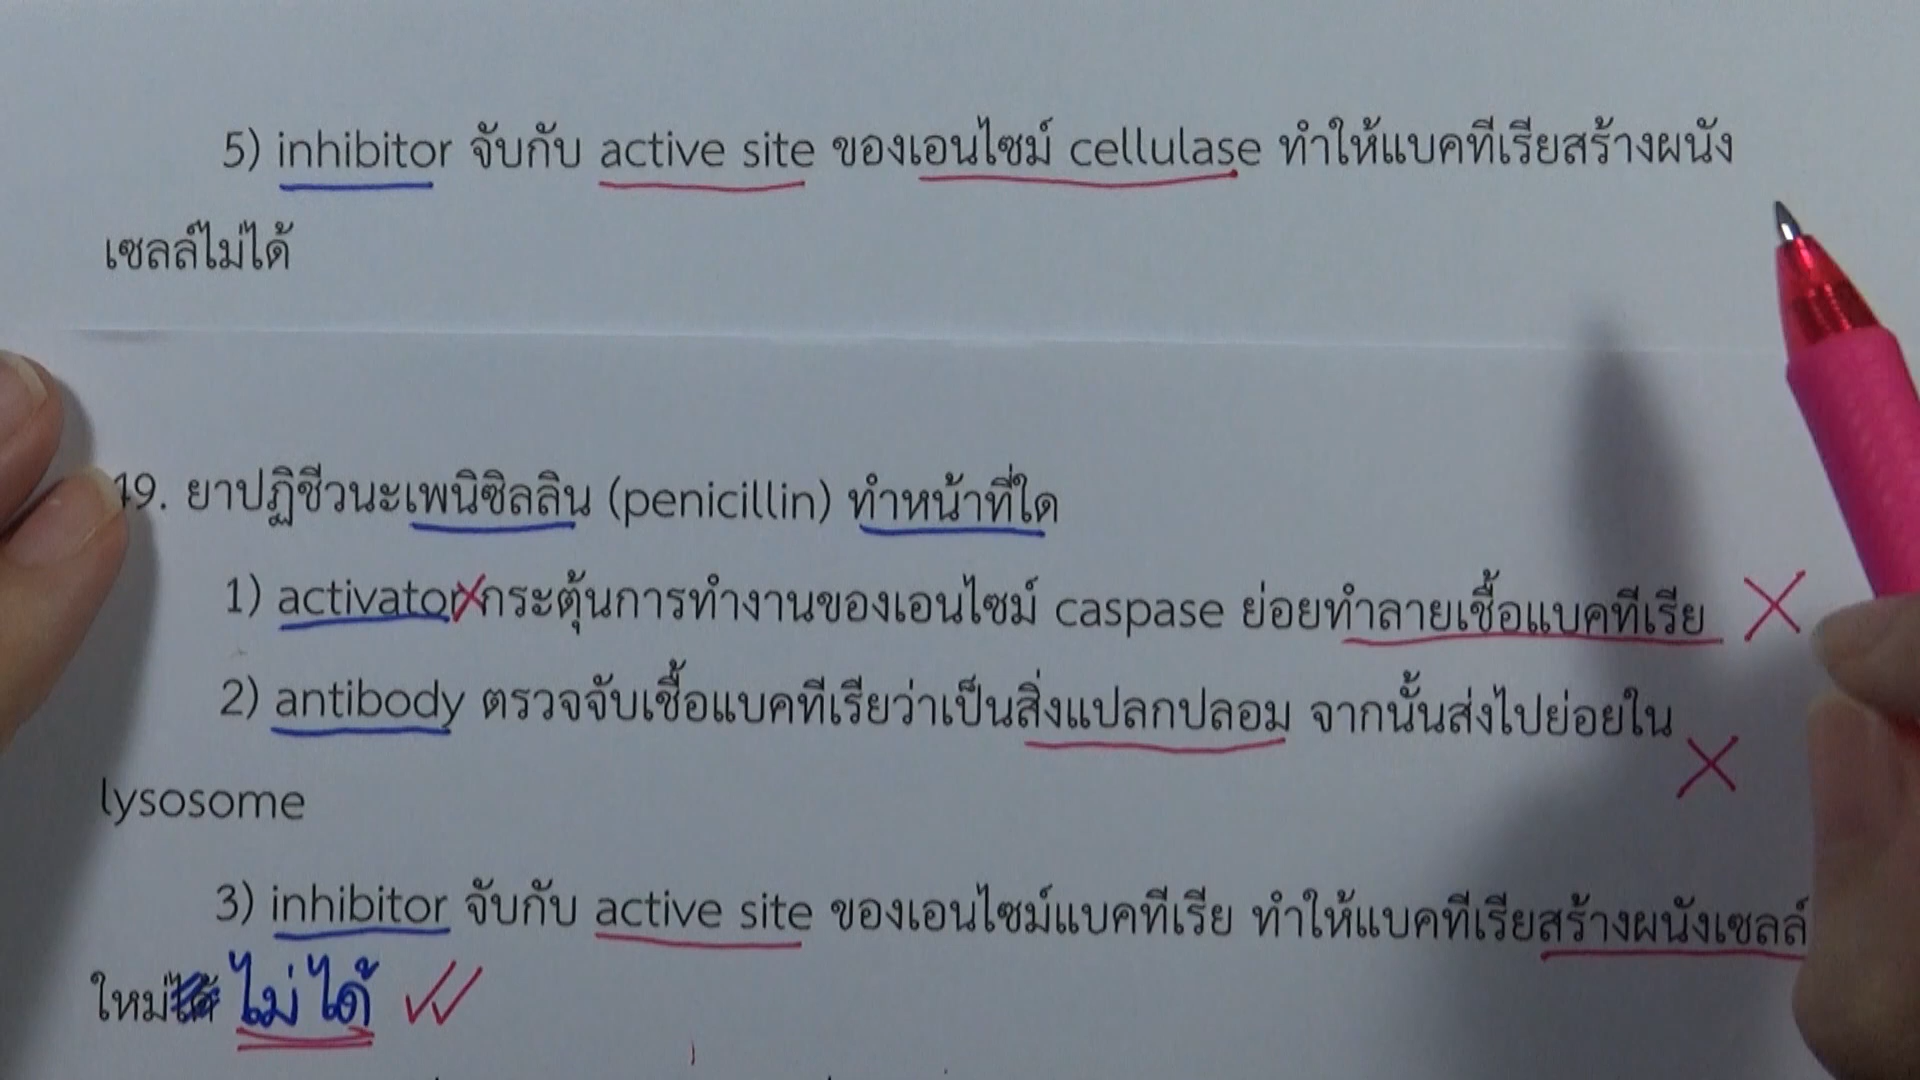 5) inhibitor จับกับ active site ของเอนไซม์ cellulase ทำให้แบคทีเรียสร้างผนัง
เซลล์ไม่ได้
19. ยาปฏิชีวนะเพนิซิลลิน (penicillin) ทำหน้าที่ใด
1) activator กระตุ้นการทำงานของเอนไซม์ caspase ย่อยทำลายเชื้อแบคทีเรีย
2) antibody ตรวจจับเชื้อแบคทีเรียว่าเป็นสิ่งแปลกปลอม จากนั้นส่งไปย่อยใน
lysosome
3) inhibitor จับกับ active site ของเอนไซม์แบคทีเรีย ทำให้แบคทีเรียสร้างผนังเซลล์
ใหม่ ไม่ได้